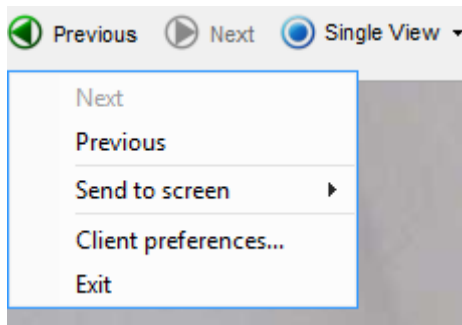 Previous Next Single View
Next
Previous
Send to screen
Client preferences...
Exit